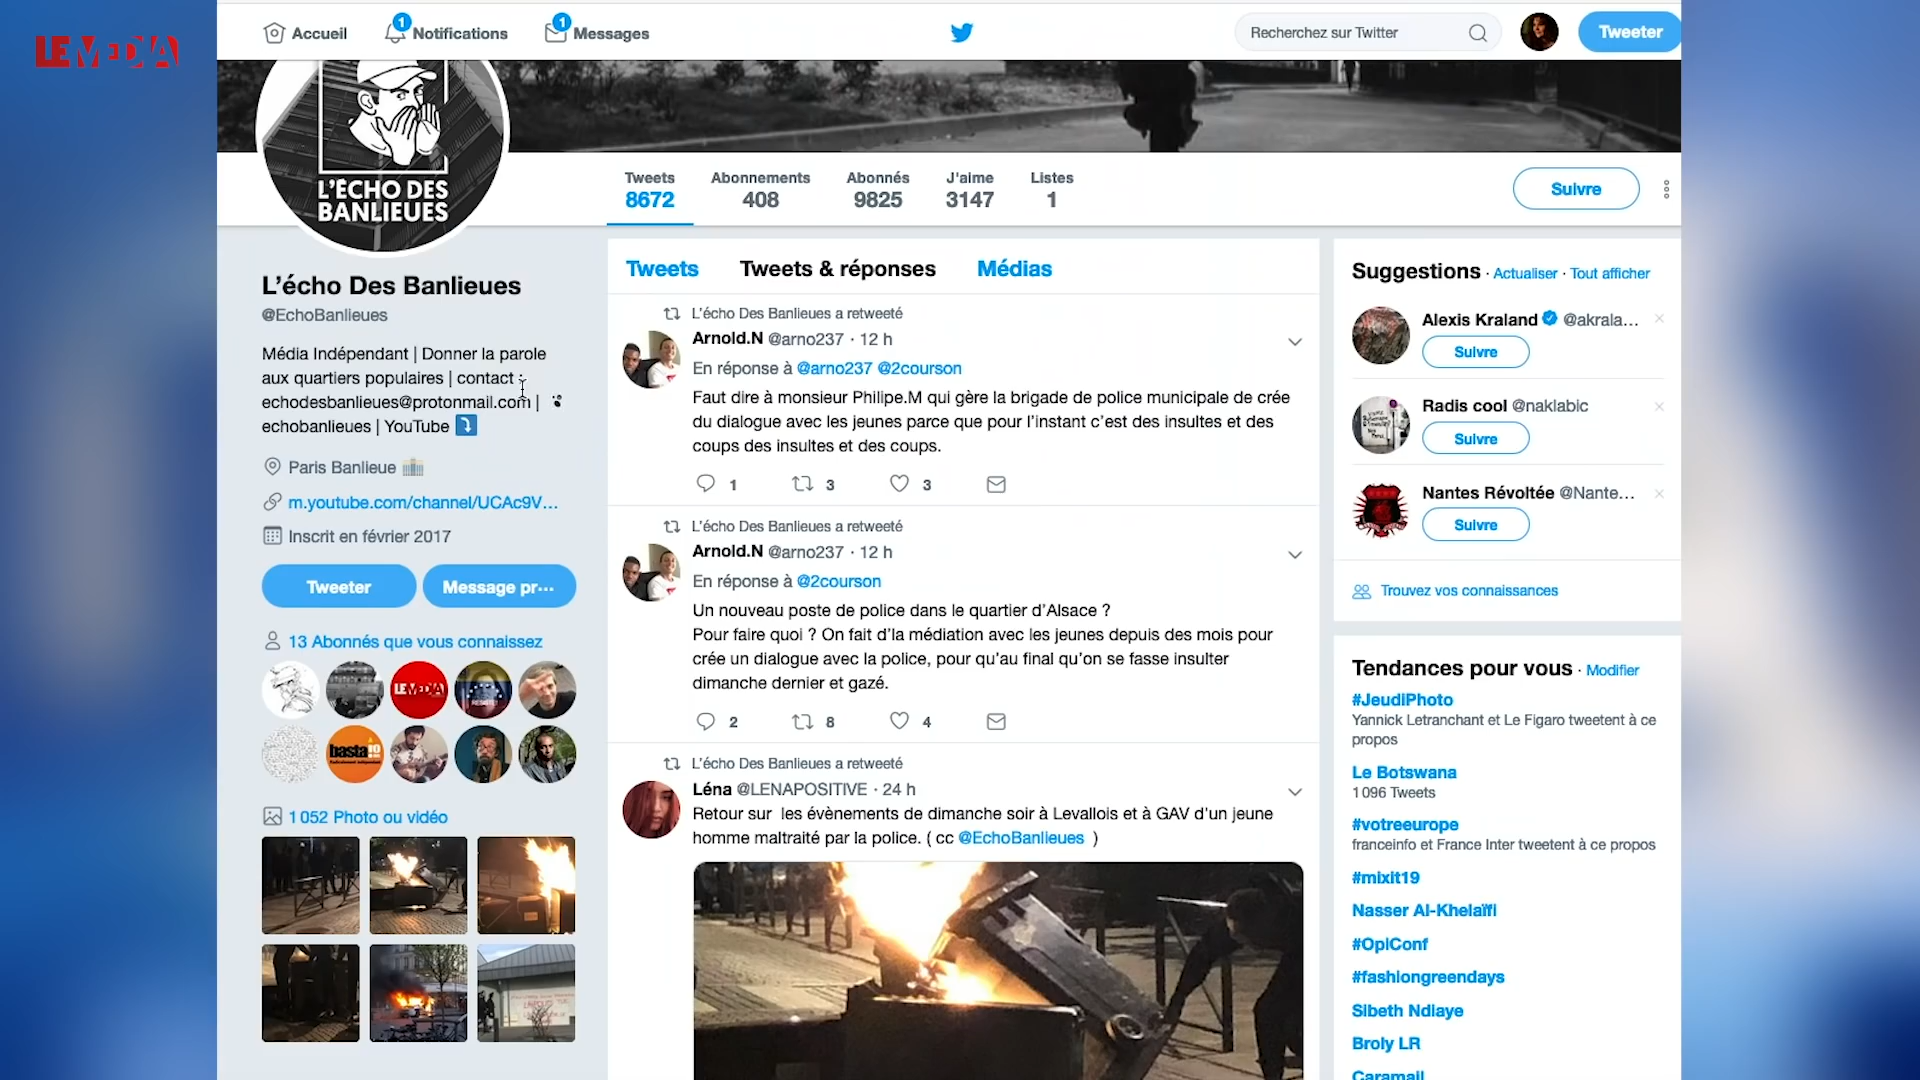 LE MEDIA
Accueil
1
Notifications
1
Messages
Recherchez sur Twitter
Tweeter
L'ÉCHO DES
BANLIEUES
Tweets
8672
Abonnements
408
Abonnés
9825
J'aime
3147
Listes
1
Suivre
L'écho Des Banlieues
@EchoBanlieues
Média Indépendant | Donner la parole
aux quartiers populaires | contact :
echodesbanlieues@protonmail.com |
echobanlieues | YouTube
Paris Banlieue
m.youtube.com/channel/UCAc9V…
Inscrit en février 2017
Tweeter
Message pr···
13 Abonnés que vous connaissez
LE MEDIA
basta
1 052 Photo ou vidéo
Tweets
Tweets & réponses
Médias
L'écho Des Banlieues a retweeté
Arnold.N @arno237 · 12 h
En réponse à @arno237 @2courson
Faut dire à monsieur Philipe.M qui gère la brigade de police municipale de crée
du dialogue avec les jeunes parce que pour l'instant c'est des insultes et des
coups des insultes et des coups.
1
3
3
L'écho Des Banlieues a retweeté
Arnold.N @arno237 · 12 h
En réponse à @2courson
Un nouveau poste de police dans le quartier d'Alsace ?
Pour faire quoi ? On fait d'la médiation avec les jeunes depuis des mois pour
crée un dialogue avec la police, pour qu'au final qu'on se fasse insulter
dimanche dernier et gazé.
2
8
4
L'écho Des Banlieues a retweeté
Léna @LENAPOSITIVE · 24 h
Retour sur les évènements de dimanche soir à Levallois et à GAV d'un jeune
homme maltraité par la police. ( cc @EchoBanlieues )
Suggestions · Actualiser · Tout afficher
Alexis Kraland @akrala...
Suivre
Radis cool @naklabic
Suivre
Nantes Révoltée @Nante...
Suivre
Trouvez vos connaissances
Tendances pour vous · Modifier
#JeudiPhoto
Yannick Letranchant et Le Figaro tweetent à ce
propos
Le Botswana
1 096 Tweets
#votreeurope
franceinfo et France Inter tweetent à ce propos
#mixit19
Nasser Al-Khelaïfi
#OpiConf
#fashiongreendays
Sibeth Ndiaye
Broly LR
Caramail